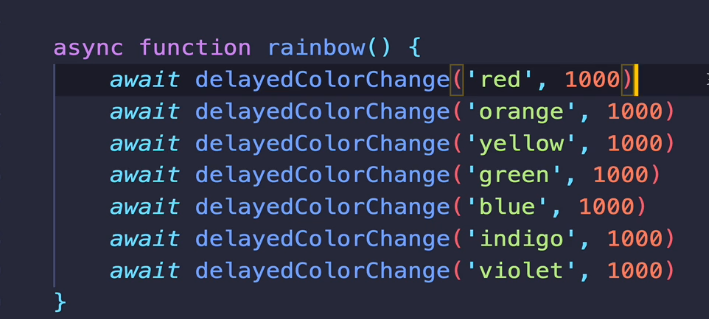 async function rainbow() {
    await delayedColorChange('red', 1000)
    await delayedColorChange('orange', 1000)
    await delayedColorChange('yellow', 1000)
    await delayedColorChange('green', 1000)
    await delayedColorChange('blue', 1000)
    await delayedColorChange('indigo', 1000)
    await delayedColorChange('violet', 1000)
}